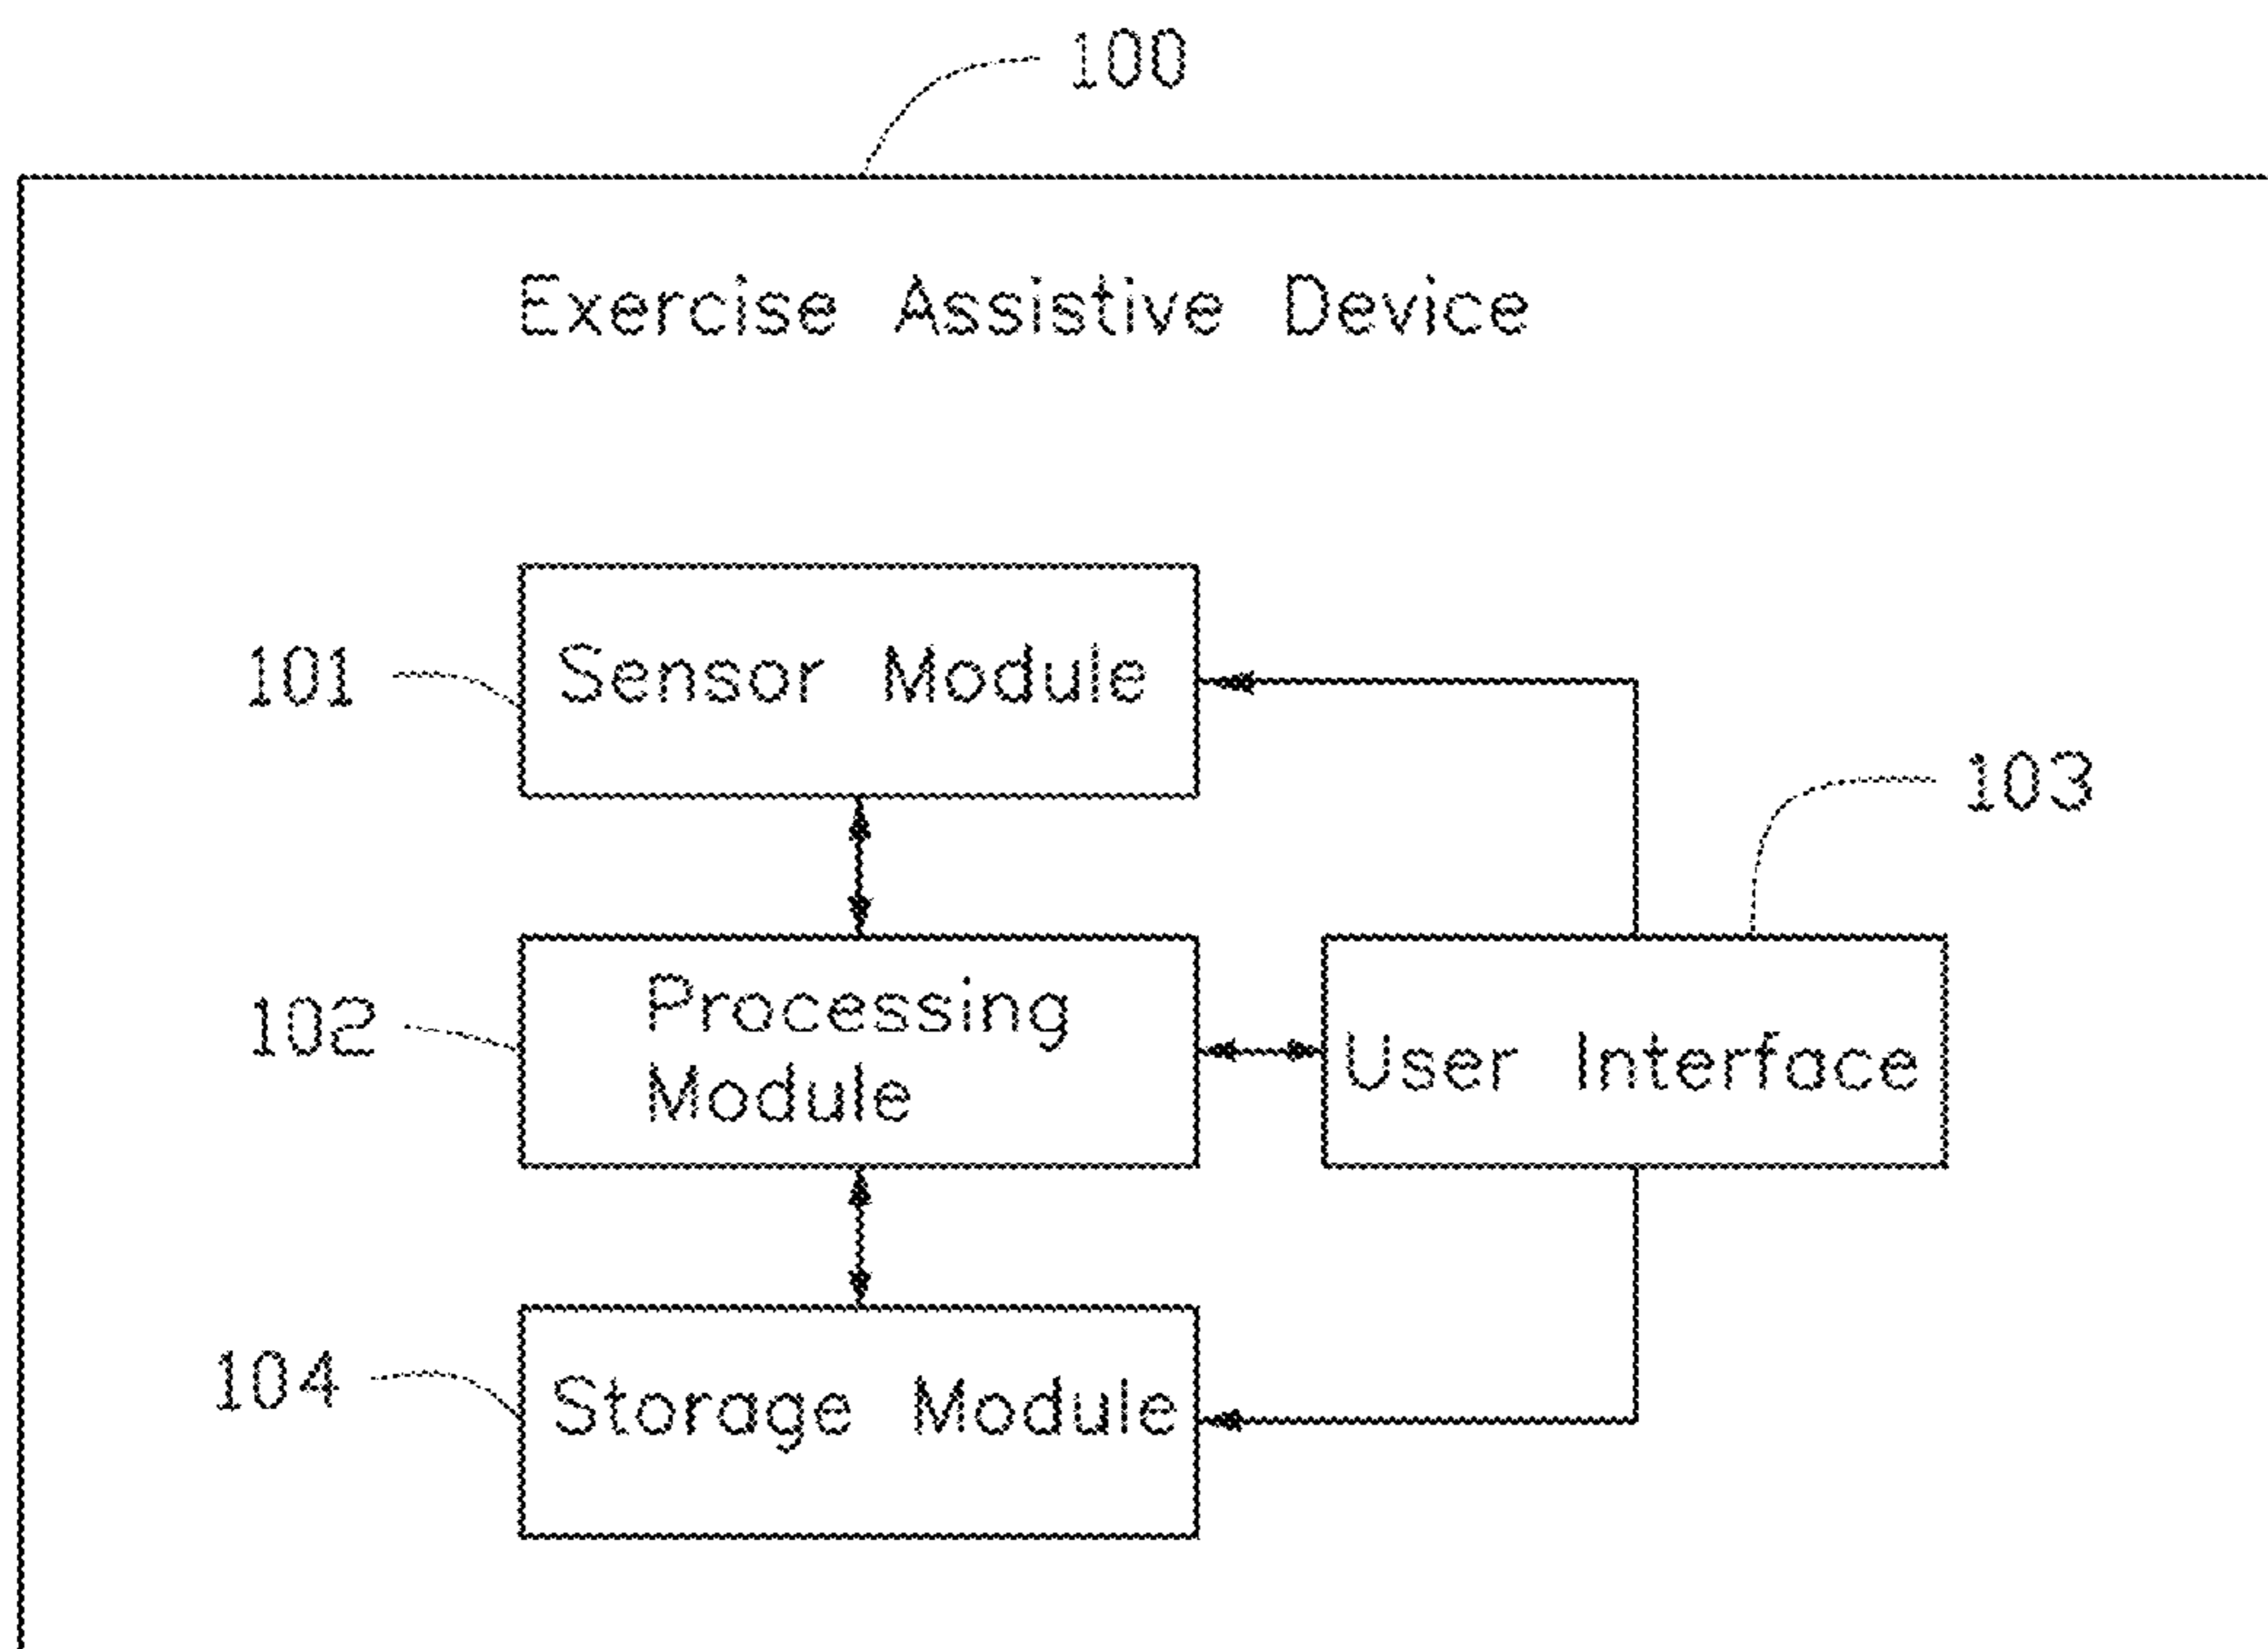 100
Exercise Assistive Device
101
Sensor Module
103
102
Processing
Module
User Interface
104
Storage Module